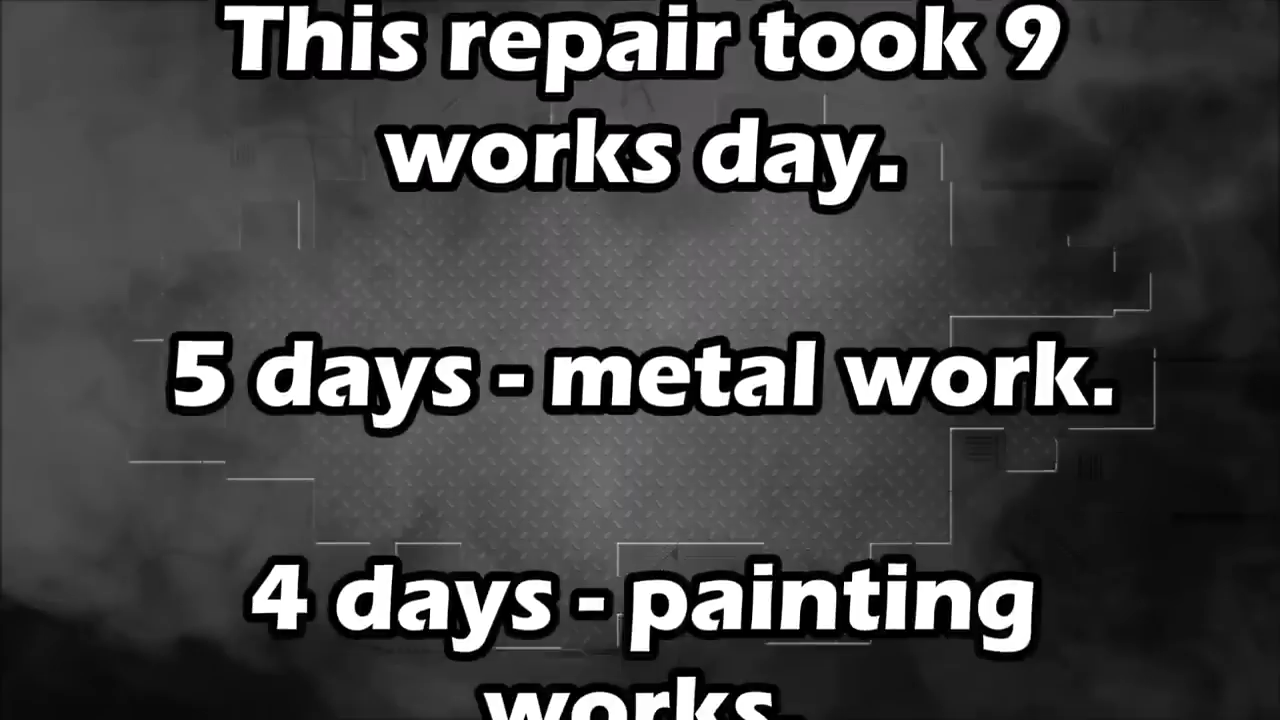 This repair took 9
works day.
5 days - metal work.
4 days - painting
works.